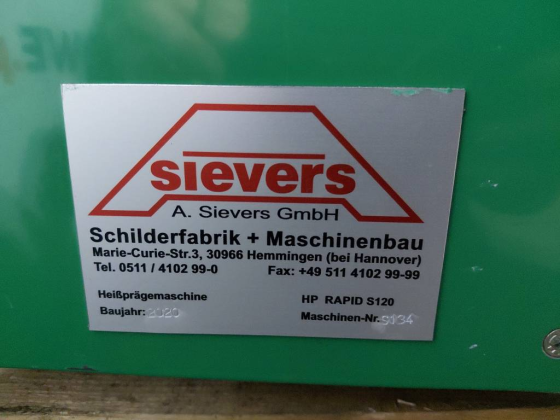 sievers
A. Sievers GmbH
Schilderfabrik + Maschinenbau
Marie-Curie-Str.3, 30966 Hemmingen (bei Hannover)
Tel. 0511 / 4102 99-0 Fax: +49 511 4102 99-99
Heißprägemaschine HP RAPID S120
Baujahr: 2020 Maschinen-Nr.